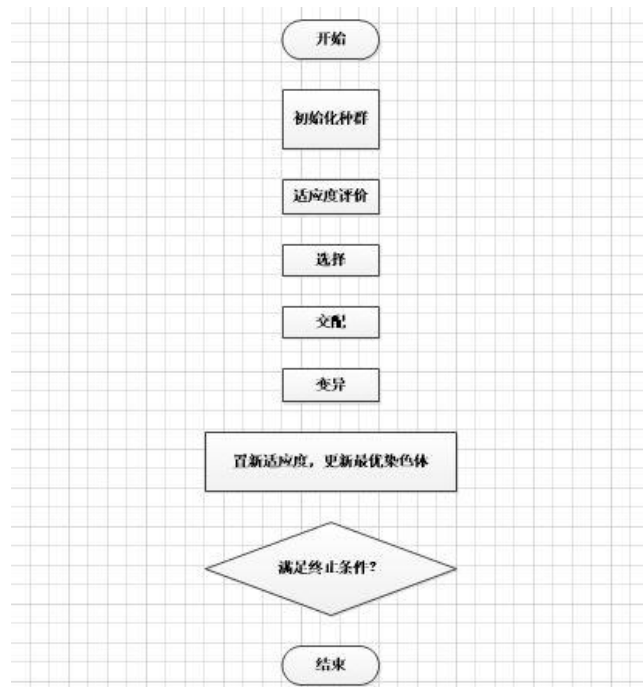 开始
初始化种群
适应度评价
选择
交配
变异
置新适应度，更新最优染色体
满足终止条件?
结束